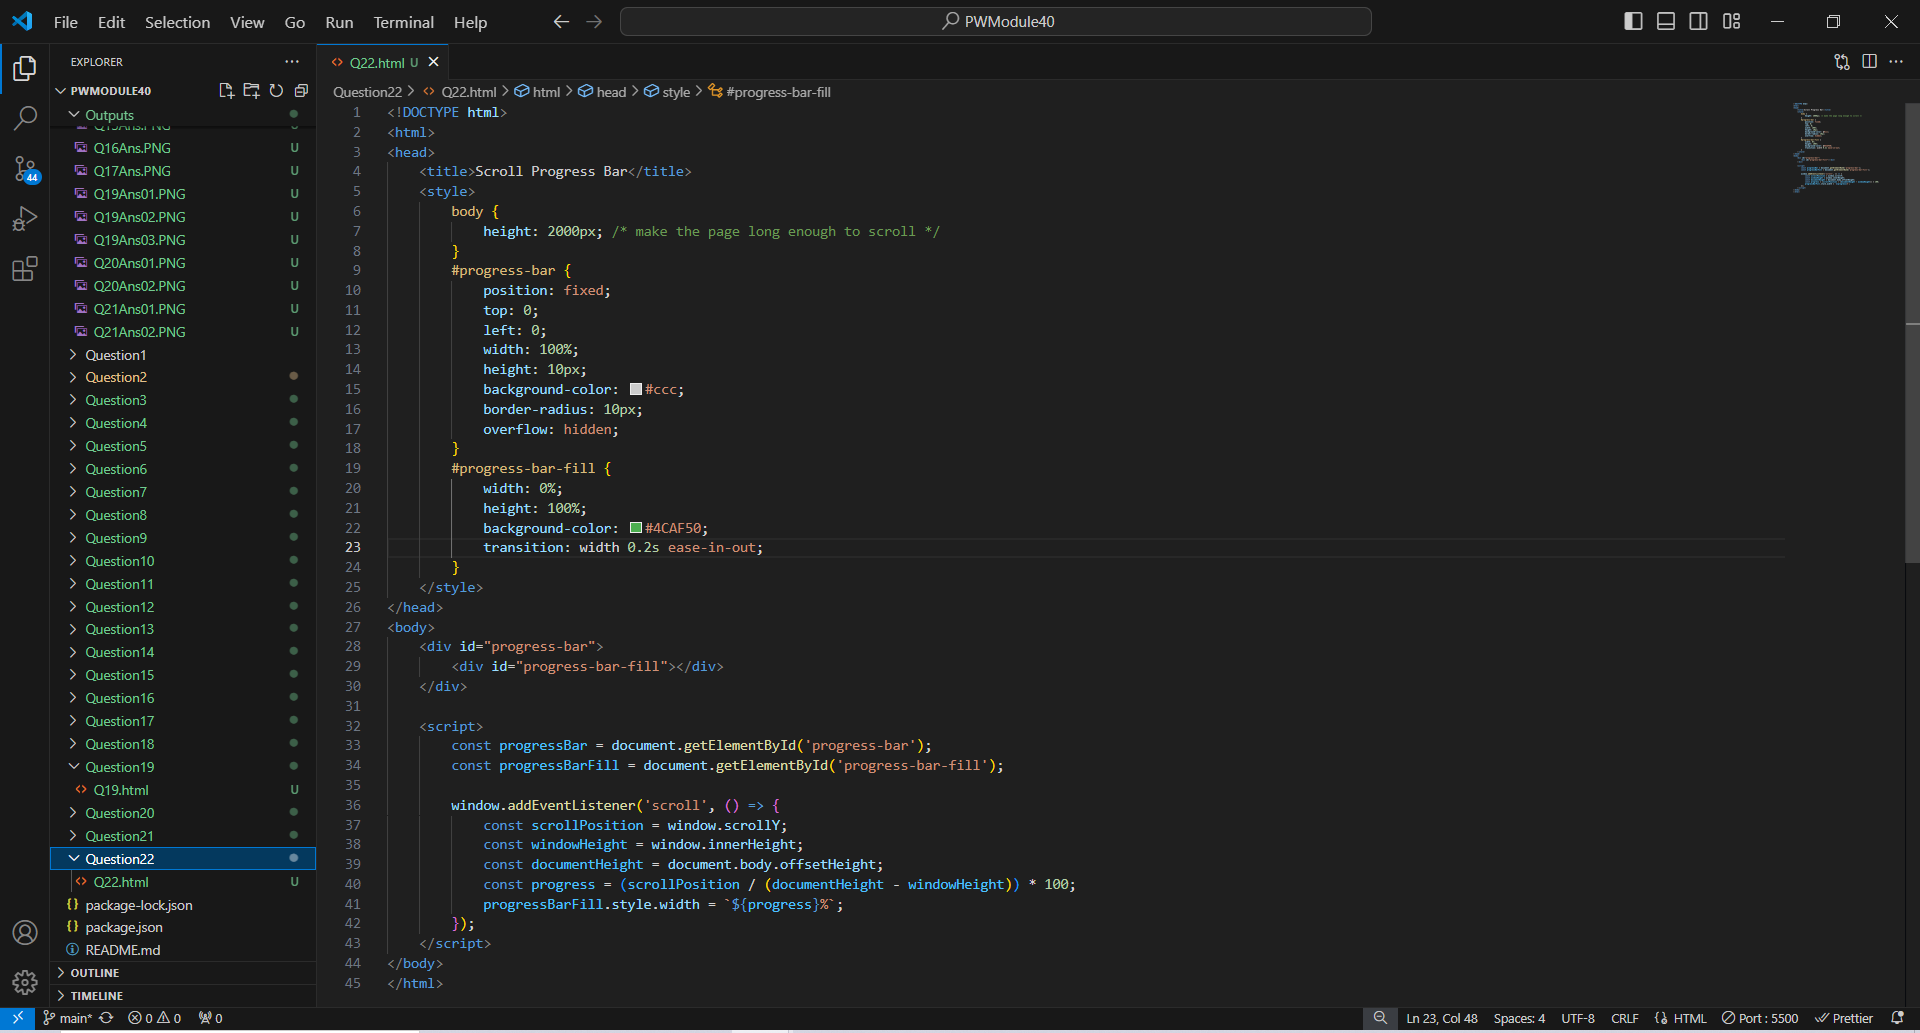 File Edit Selection View Go Run Terminal Help
PWModule40
EXPLORER
PWMODULE40
44
Outputs
Q16Ans.PNG U
Q17Ans.PNG U
Q19Ans01.PNG U
Q19Ans02.PNG U
Q19Ans03.PNG U
Q20Ans01.PNG U
Q20Ans02.PNG U
Q21Ans01.PNG U
Q21Ans02.PNG U
Question1
Question2
Question3
Question4
Question5
Question6
Question7
Question8
Question9
Question10
Question11
Question12
Question13
Question14
Question15
Question16
Question17
Question18
Question19
Q19.html U
Question20
Question21
Question22
Q22.html U
package-lock.json
package.json
README.md
OUTLINE
TIMELINE
Q22.html U
Question22 > Q22.html > html > head > style > #progress-bar-fill
1 <!DOCTYPE html>
2 <html>
3 <head>
4 <title>Scroll Progress Bar</title>
5 <style>
6 body {
7 height: 2000px; /* make the page long enough to scroll */
8 }
9 #progress-bar {
10 position: fixed;
11 top: 0;
12 left: 0;
13 width: 100%;
14 height: 10px;
15 background-color: #ccc;
16 border-radius: 10px;
17 overflow: hidden;
18 }
19 #progress-bar-fill {
20 width: 0%;
21 height: 100%;
22 background-color: #4CAF50;
23 transition: width 0.2s ease-in-out;
24 }
25 </style>
26 </head>
27 <body>
28 <div id="progress-bar">
29 <div id="progress-bar-fill"></div>
30 </div>
31
32 <script>
33 const progressBar = document.getElementById('progress-bar');
34 const progressBarFill = document.getElementById('progress-bar-fill');
35
36 window.addEventListener('scroll', () => {
37 const scrollPosition = window.scrollY;
38 const windowHeight = window.innerHeight;
39 const documentHeight = document.body.offsetHeight;
40 const progress = (scrollPosition / (documentHeight - windowHeight)) * 100;
41 progressBarFill.style.width = `${progress}%`;
42 });
43 </script>
44 </body>
45 </html>
main* 0 0 0 Ln 23, Col 48 Spaces: 4 UTF-8 CRLF HTML Port : 5500 Prettier